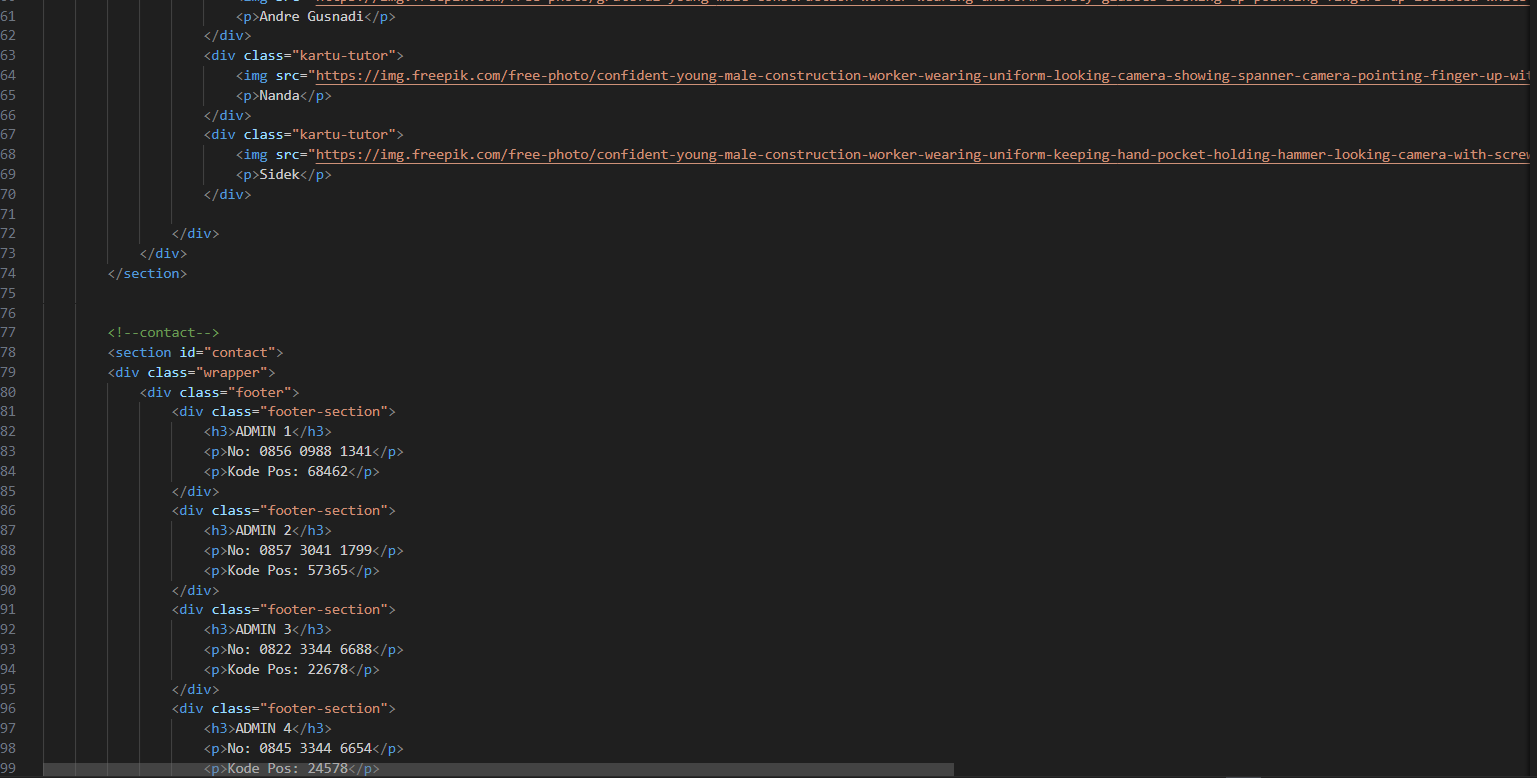 61 <p>Andre Gusnadi</p>
62 </div>
63 <div class="kartu-tutor">
64 <img src="https://img.freepik.com/free-photo/confident-young-male-construction-worker-wearing-uniform-looking-camera-showing-spanner-camera-pointing-finger-up-wit
65 <p>Nanda</p>
66 </div>
67 <div class="kartu-tutor">
68 <img src="https://img.freepik.com/free-photo/confident-young-male-construction-worker-wearing-uniform-keeping-hand-pocket-holding-hammer-looking-camera-with-screw
69 <p>Sidek</p>
70 </div>
71
72 </div>
73 </div>
74 </section>
75
76
77 <!--contact-->
78 <section id="contact">
79 <div class="wrapper">
80 <div class="footer">
81 <div class="footer-section">
82 <h3>ADMIN 1</h3>
83 <p>No: 0856 0988 1341</p>
84 <p>Kode Pos: 68462</p>
85 </div>
86 <div class="footer-section">
87 <h3>ADMIN 2</h3>
88 <p>No: 0857 3041 1799</p>
89 <p>Kode Pos: 57365</p>
90 </div>
91 <div class="footer-section">
92 <h3>ADMIN 3</h3>
93 <p>No: 0822 3344 6688</p>
94 <p>Kode Pos: 22678</p>
95 </div>
96 <div class="footer-section">
97 <h3>ADMIN 4</h3>
98 <p>No: 0845 3344 6654</p>
99 <p>Kode Pos: 24578</p>